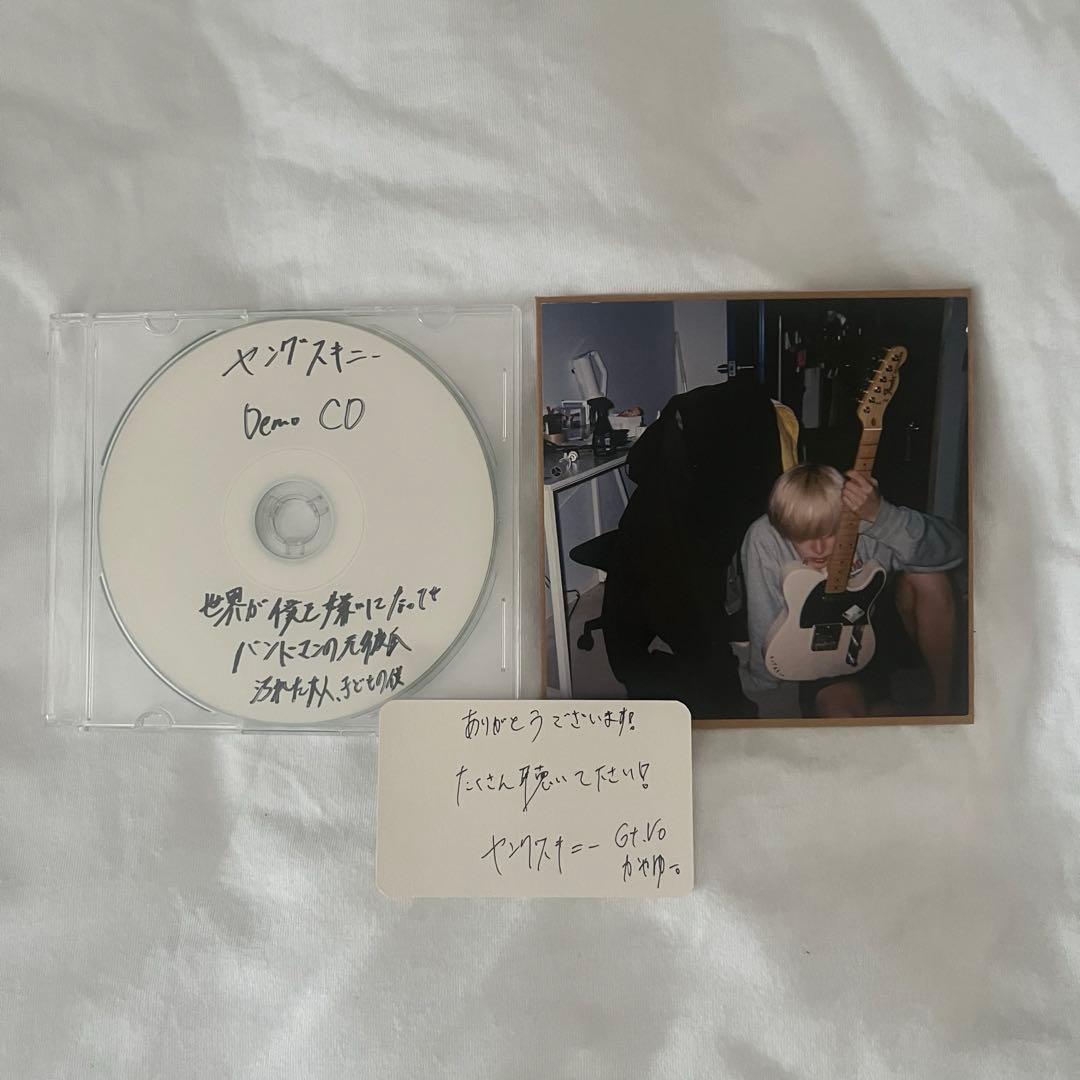 ヤングスキニー
Demo CD
世界が僕を嫌いになっても
バンドマンの元彼氏
汚れた大人、子どもの僕
ありがとうございます!
たくさん聴いて下さい!
ヤングスキニー Gt.Vo
かやゆー。